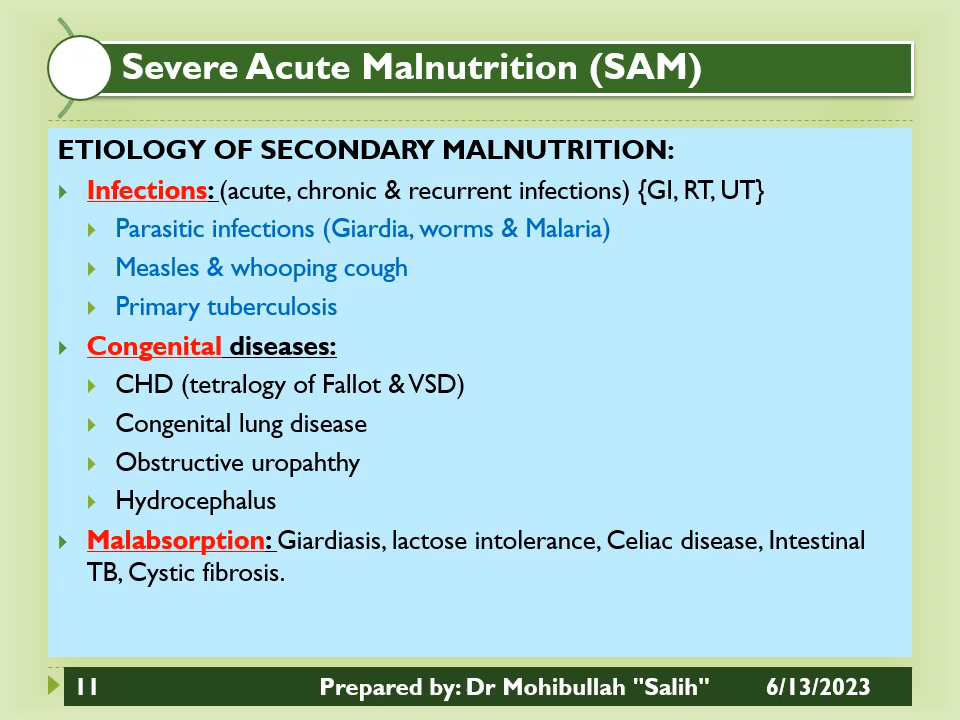 Severe Acute Malnutrition (SAM)
ETIOLOGY OF SECONDARY MALNUTRITION:
Infections: (acute, chronic & recurrent infections) {GI, RT, UT}
Parasitic infections (Giardia, worms & Malaria)
Measles & whooping cough
Primary tuberculosis
Congenital diseases:
CHD (tetralogy of Fallot & VSD)
Congenital lung disease
Obstructive uropahthy
Hydrocephalus
Malabsorption: Giardiasis, lactose intolerance, Celiac disease, Intestinal
TB, Cystic fibrosis.
11 Prepared by: Dr Mohibullah "Salih" 6/13/2023